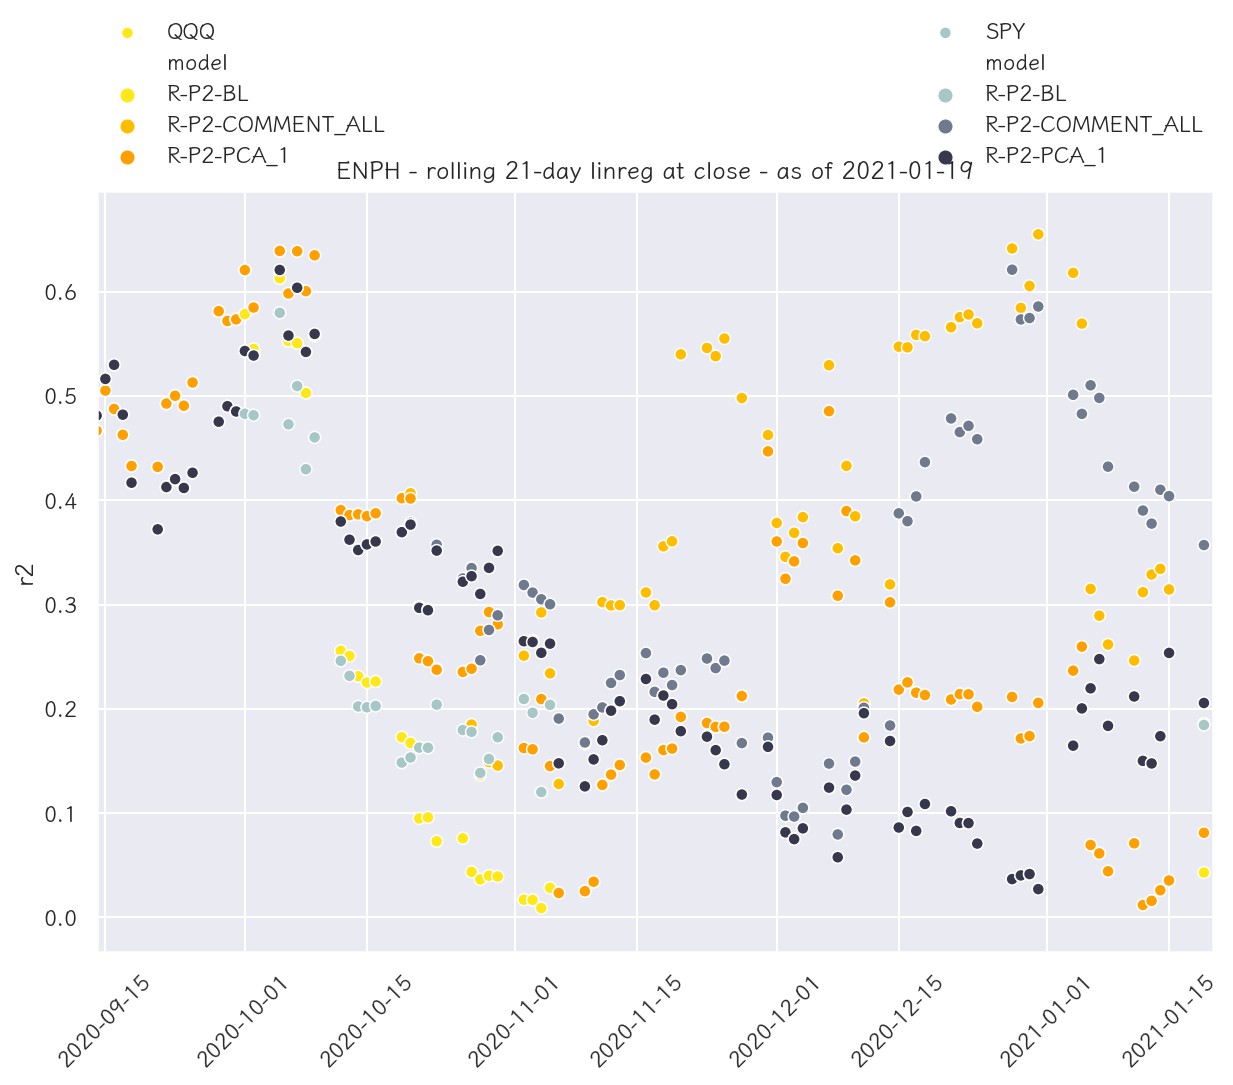 QQQ
model
R-P2-BL
R-P2-COMMENT_ALL
R-P2-PCA_1
SPY
model
R-P2-BL
R-P2-COMMENT_ALL
R-P2-PCA_1
ENPH - rolling 21-day linreg at close - as of 2021-01-19
0.6
0.5
0.4
0.3
0.2
0.1
0.0
r2
2020-09-15
2020-10-01
2020-10-15
2020-11-01
2020-11-15
2020-12-01
2020-12-15
2021-01-01
2021-01-15